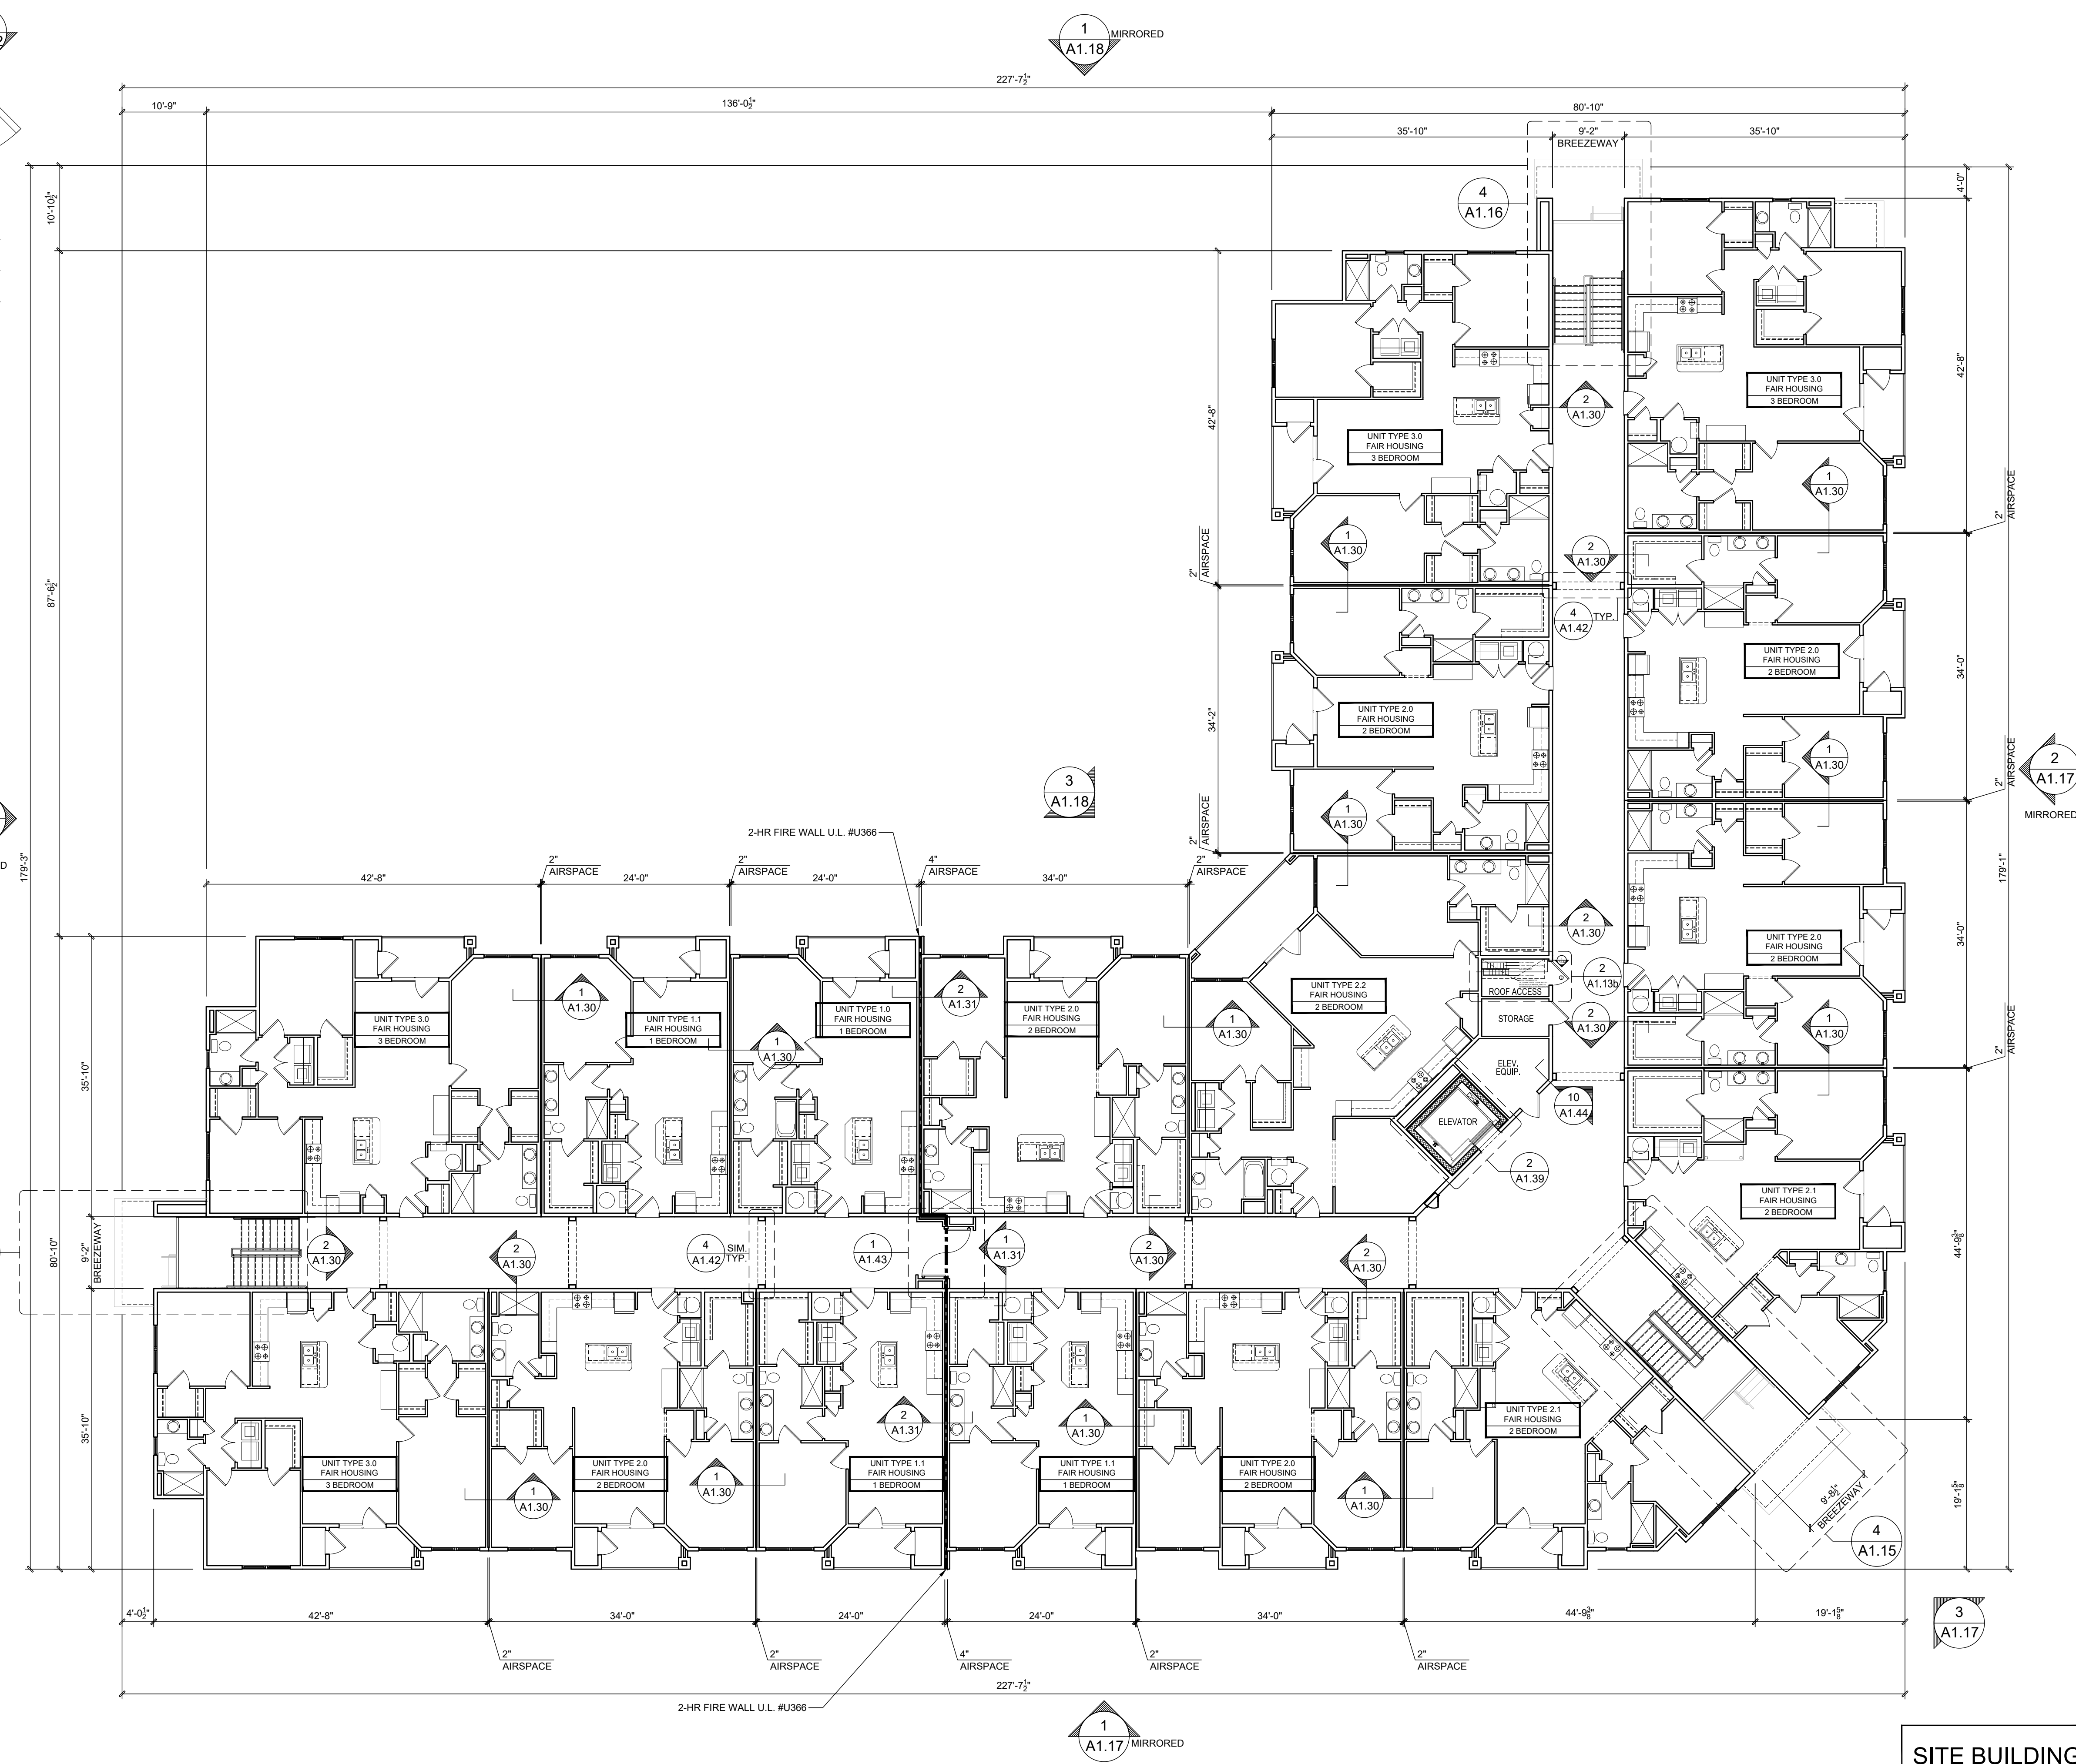 1
A1.18
MIRRORED
227'-7½"
10'-9"
136'-0½"
80'-10"
35'-10"
9'-2"
35'-10"
BREEZEWAY
4
A1.16
10'-10½"
4'-0"
42'-8"
42'-8"
UNIT TYPE 3.0
FAIR HOUSING
3 BEDROOM
2
A1.30
UNIT TYPE 3.0
FAIR HOUSING
3 BEDROOM
1
A1.30
1
A1.30
2"
AIRSPACE
2"
AIRSPACE
2
A1.30
4
A1.42
TYP.
87'-6½"
34'-2"
34'-0"
UNIT TYPE 2.0
FAIR HOUSING
2 BEDROOM
UNIT TYPE 2.0
FAIR HOUSING
2 BEDROOM
1
A1.30
1
A1.30
2"
AIRSPACE
2"
AIRSPACE
2
A1.17
MIRRORED
3
A1.18
2-HR FIRE WALL U.L. #U366
179'-3"
D
179'-1"
42'-8"
2"
AIRSPACE
24'-0"
2"
AIRSPACE
24'-0"
4"
AIRSPACE
34'-0"
2"
AIRSPACE
2
A1.30
34'-0"
UNIT TYPE 2.0
FAIR HOUSING
2 BEDROOM
2
A1.13b
ROOF ACCESS
STORAGE
2
A1.30
1
A1.30
2"
AIRSPACE
UNIT TYPE 2.2
FAIR HOUSING
2 BEDROOM
1
A1.30
UNIT TYPE 3.0
FAIR HOUSING
3 BEDROOM
1
A1.30
UNIT TYPE 1.1
FAIR HOUSING
1 BEDROOM
1
A1.30
UNIT TYPE 1.0
FAIR HOUSING
1 BEDROOM
2
A1.31
UNIT TYPE 2.0
FAIR HOUSING
2 BEDROOM
ELEV.
EQUIP.
10
A1.44
ELEVATOR
2
A1.39
35'-10"
UNIT TYPE 2.1
FAIR HOUSING
2 BEDROOM
44'-9⅜"
80'-10"
9'-2"
BREEZEWAY
2
A1.30
2
A1.30
4
A1.42
SIM.
TYP.
1
A1.43
1
A1.31
2
A1.30
2
A1.30
35'-10"
UNIT TYPE 3.0
FAIR HOUSING
3 BEDROOM
1
A1.30
UNIT TYPE 2.0
FAIR HOUSING
2 BEDROOM
1
A1.30
2
A1.31
UNIT TYPE 1.1
FAIR HOUSING
1 BEDROOM
1
A1.30
UNIT TYPE 1.1
FAIR HOUSING
1 BEDROOM
UNIT TYPE 2.0
FAIR HOUSING
2 BEDROOM
1
A1.30
UNIT TYPE 2.1
FAIR HOUSING
2 BEDROOM
9'-8½"
BREEZEWAY
4
A1.15
19'-1⅝"
4'-0½"
42'-8"
34'-0"
24'-0"
24'-0"
34'-0"
44'-9⅜"
19'-1⅝"
3
A1.17
2"
AIRSPACE
2"
AIRSPACE
4"
AIRSPACE
2"
AIRSPACE
2"
AIRSPACE
227'-7½"
2-HR FIRE WALL U.L. #U366
1
A1.17
MIRRORED
SITE BUILDING